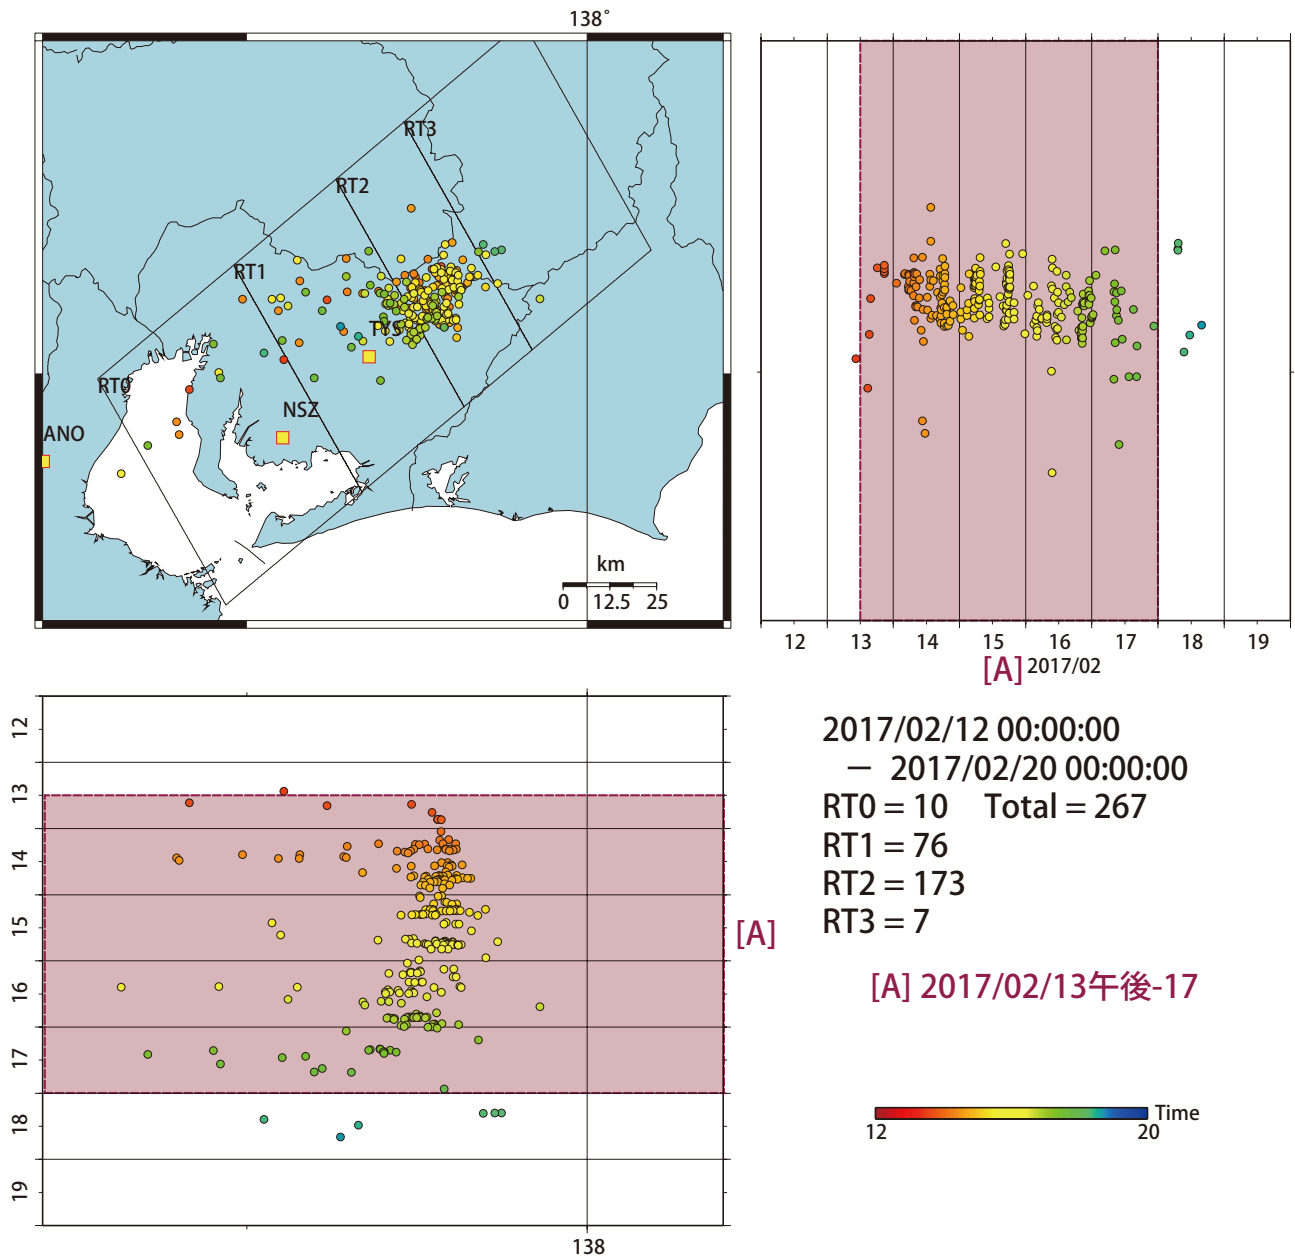 138°
RT3
RT2
RT1
TYS
RT0
NSZ
ANO
km
0 12.5 25
12 13 14 15 16 17 18 19
[A] 2017/02
12
13
14
15
16
17
18
19
138
[A]
2017/02/12 00:00:00
— 2017/02/20 00:00:00
RT0 = 10 Total = 267
RT1 = 76
RT2 = 173
RT3 = 7
[A] 2017/02/13午後-17
Time
12 20